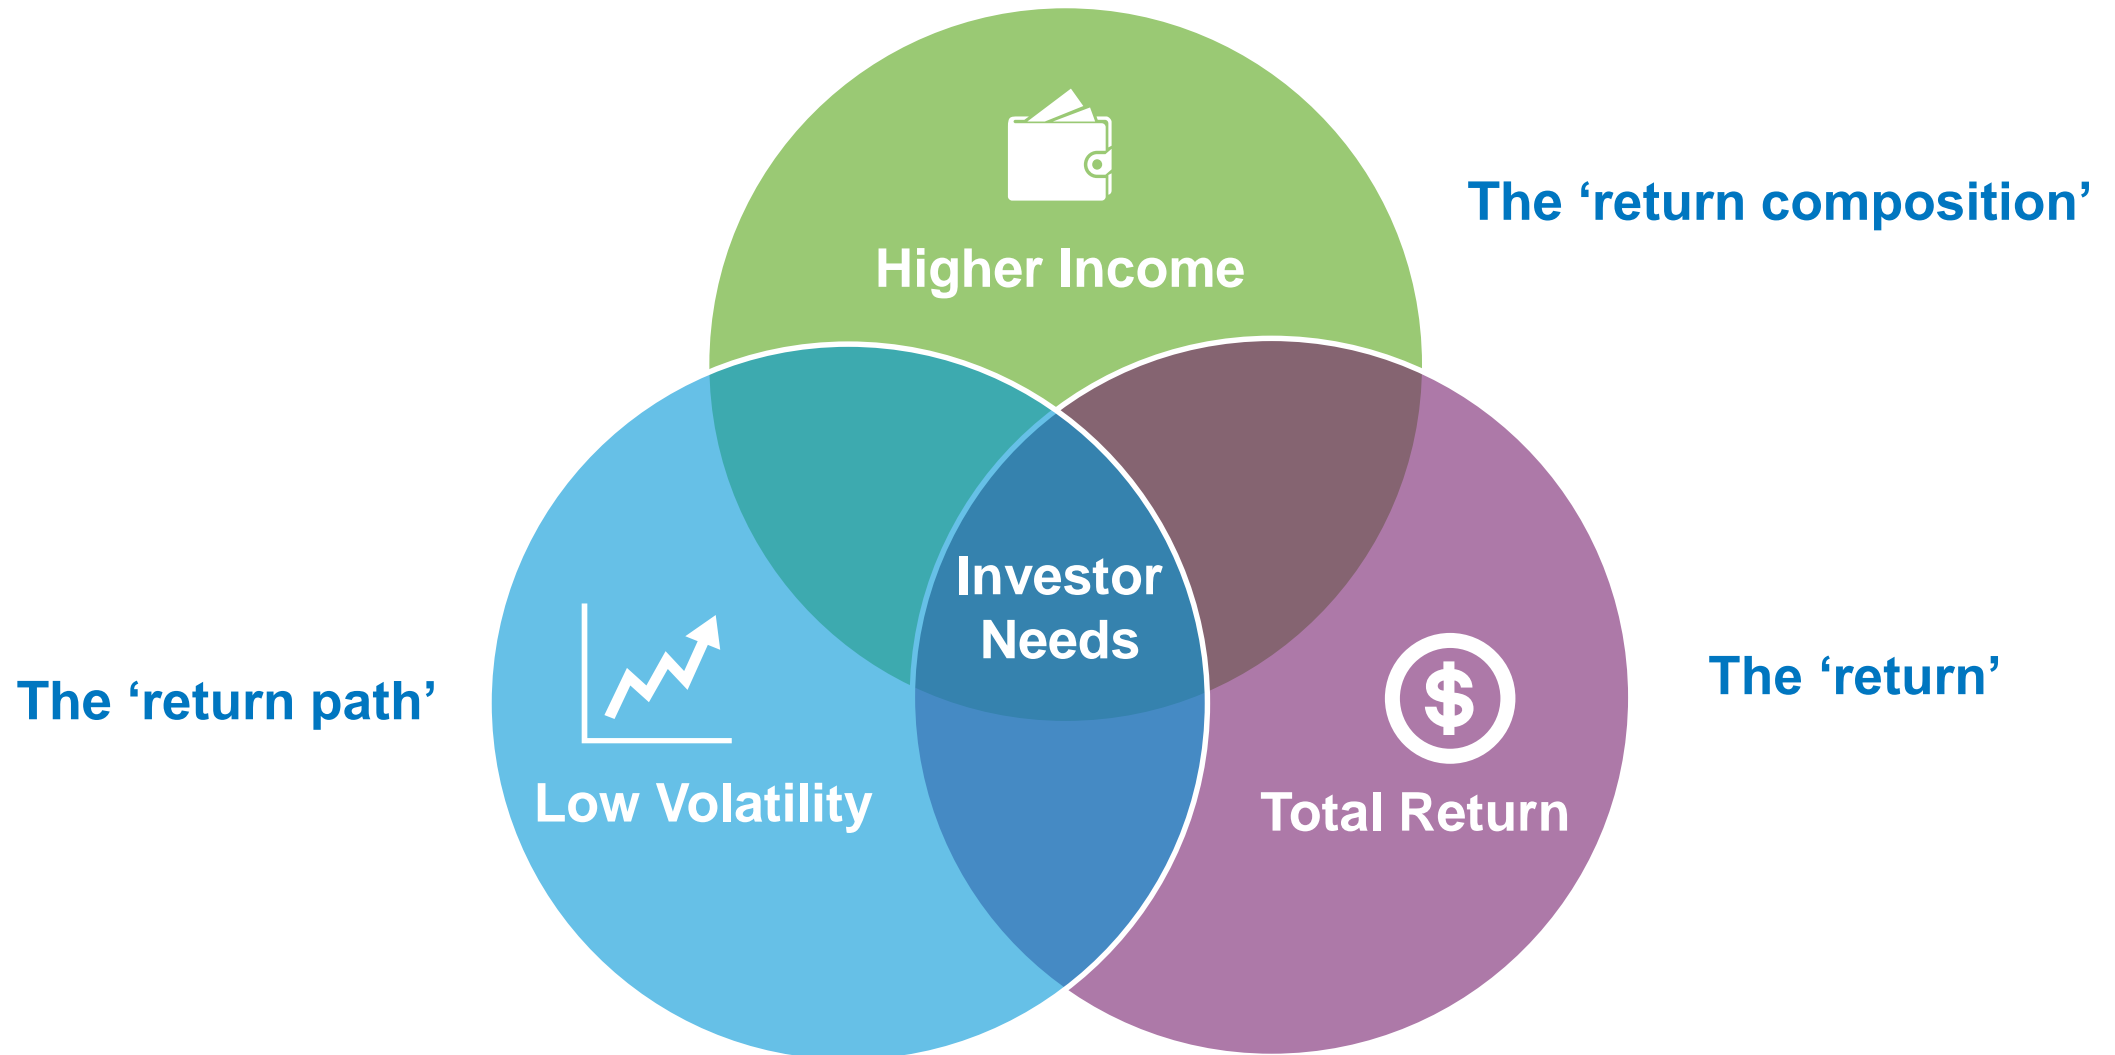 Higher Income
The ‘return composition’
Investor
Needs
The ‘return path’
Low Volatility
The ‘return’
$
Total Return